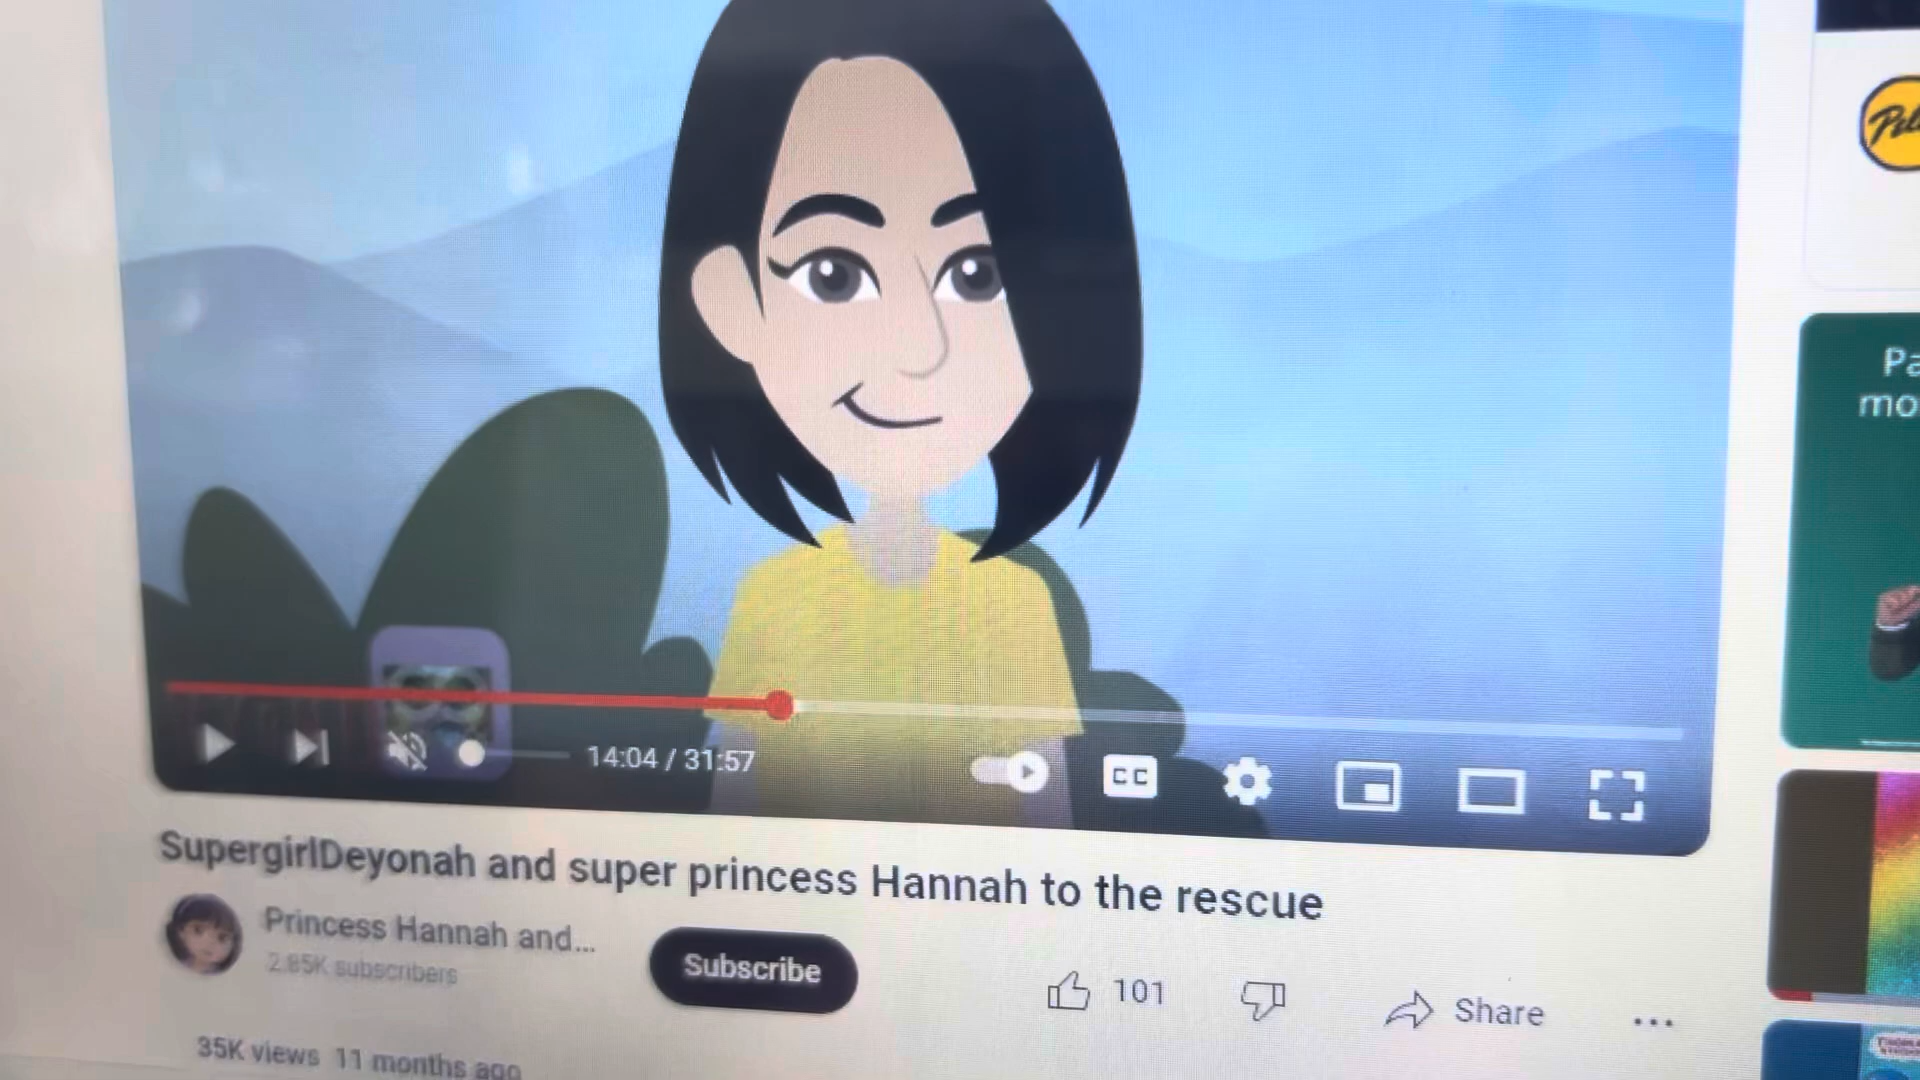 Pa
mo
14:04 / 31:57
CC
SupergirlDeyonah and super princess Hannah to the rescue
Princess Hannah and...
2.85K subscribers
Subscribe
101
Share
35K views 11 months ago